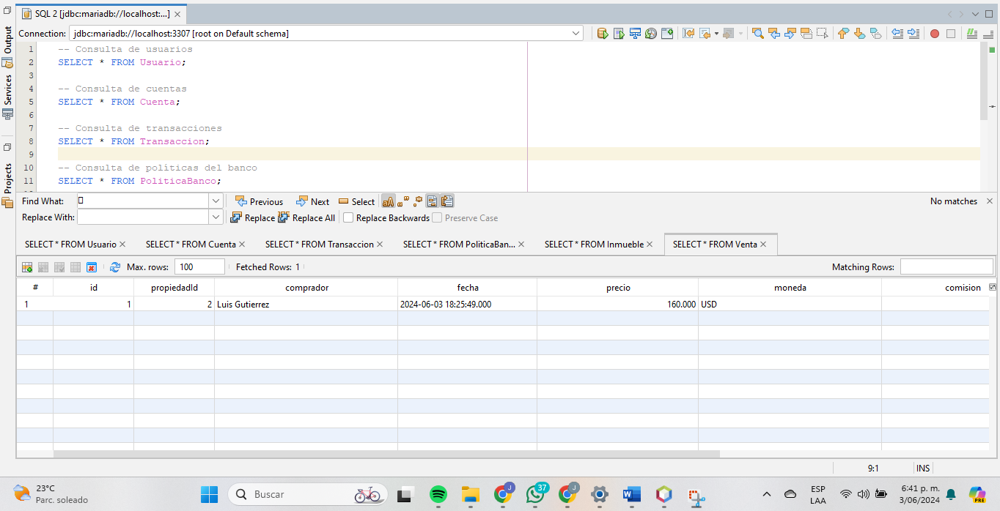 SQL 2 [jdbc:mariadb://localhost:...]
Connection: jdbc:mariadb://localhost:3307 [root on Default schema]
Output
Services
Projects
1 -- Consulta de usuarios
2 SELECT * FROM Usuario;
3
4 -- Consulta de cuentas
5 SELECT * FROM Cuenta;
6
7 -- Consulta de transacciones
8 SELECT * FROM Transaccion;
9
10 -- Consulta de políticas del banco
11 SELECT * FROM PoliticaBanco;
Find What: Previous Next Select No matches
Replace With: Replace Replace All Replace Backwards Preserve Case
SELECT * FROM Usuario SELECT * FROM Cuenta SELECT * FROM Transaccion SELECT * FROM PoliticaBan... SELECT * FROM Inmueble SELECT * FROM Venta
Max. rows: 100 Fetched Rows: 1 Matching Rows:
# id propiedadId comprador fecha precio moneda comision
1 1 2 Luis Gutierrez 2024-06-03 18:25:49.000 160.000 USD
9:1 INS
23°C
Parc. soleado
Buscar
J
37
J
W
PRE
ESP
LAA
6:41 p. m.
3/06/2024